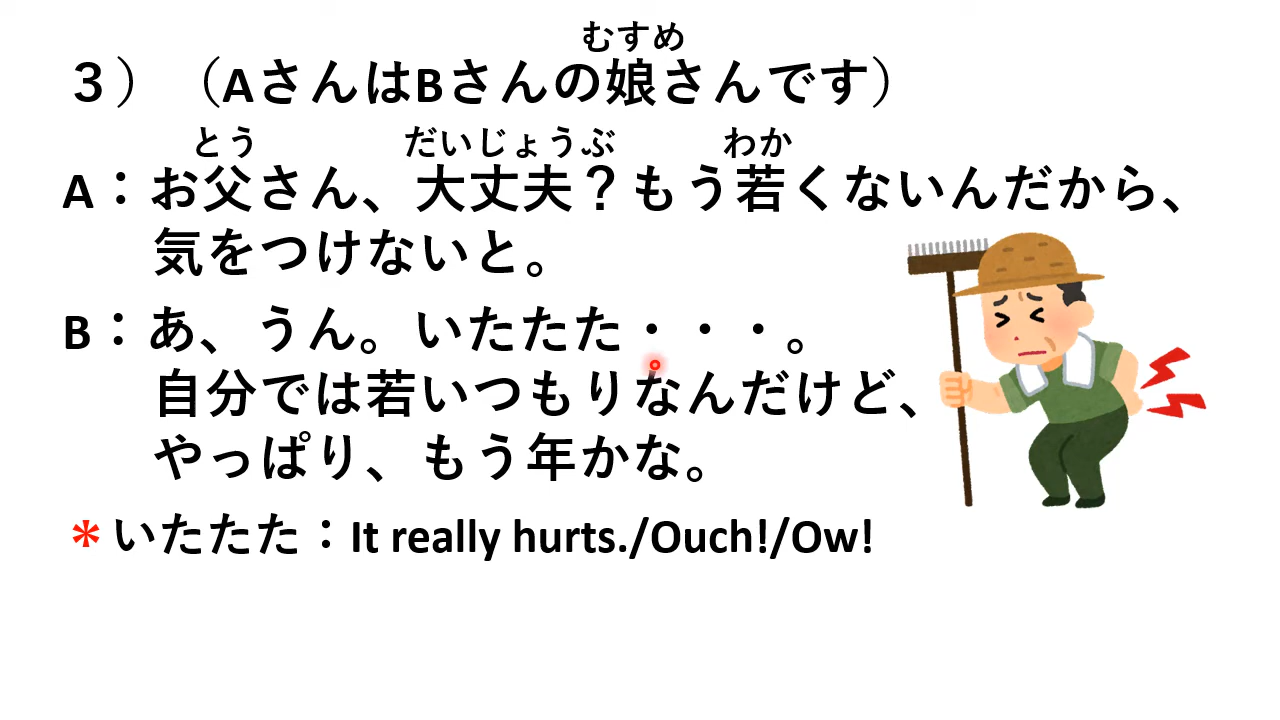 むすめ
３）（AさんはBさんの娘さんです）
とう だいじょうぶ わか
A：お父さん、大丈夫？もう若くないんだから、
気をつけないと。
B：あ、うん。いたたた・・・。
自分では若いつもりなんだけど、
やっぱり、もう年かな。
＊いたたた：It really hurts./Ouch!/Ow!